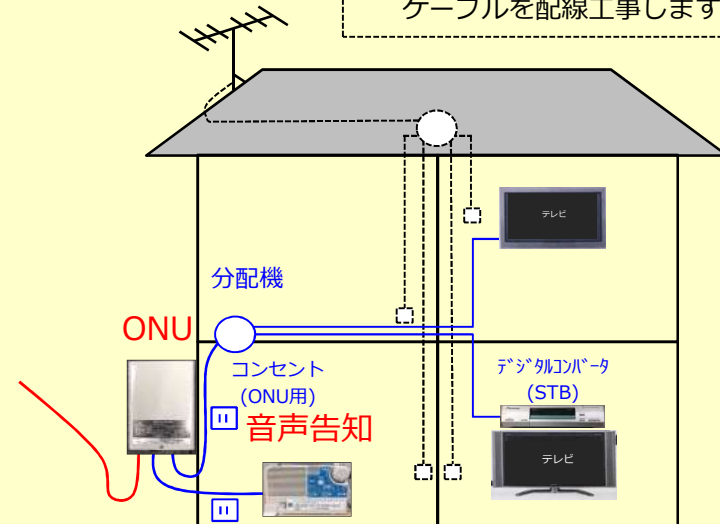 ケーブルを配線工事します
テレビ
分配機
ONU
コンセント
(ONU用)
音声告知
ﾃﾞｼﾞﾀﾙｺﾝﾊﾞｰﾀ
(STB)
テレビ